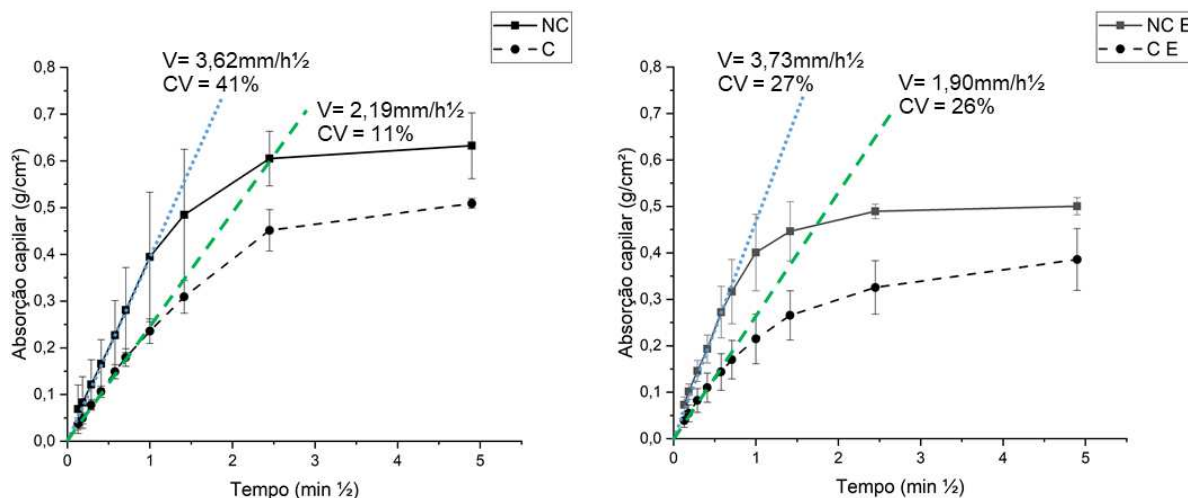 NC
C
V= 3,62mm/h½
CV = 41%
V= 2,19mm/h½
CV = 11%
Absorção capilar (g/cm²)
0,8
0,7
0,6
0,5
0,4
0,3
0,2
0,1
0,0
0 1 2 3 4 5
Tempo (min ½)
NC E
C E
V= 3,73mm/h½
CV = 27%
V= 1,90mm/h½
CV = 26%
Absorção capilar (g/cm²)
0,8
0,7
0,6
0,5
0,4
0,3
0,2
0,1
0,0
0 1 2 3 4 5
Tempo (min ½)